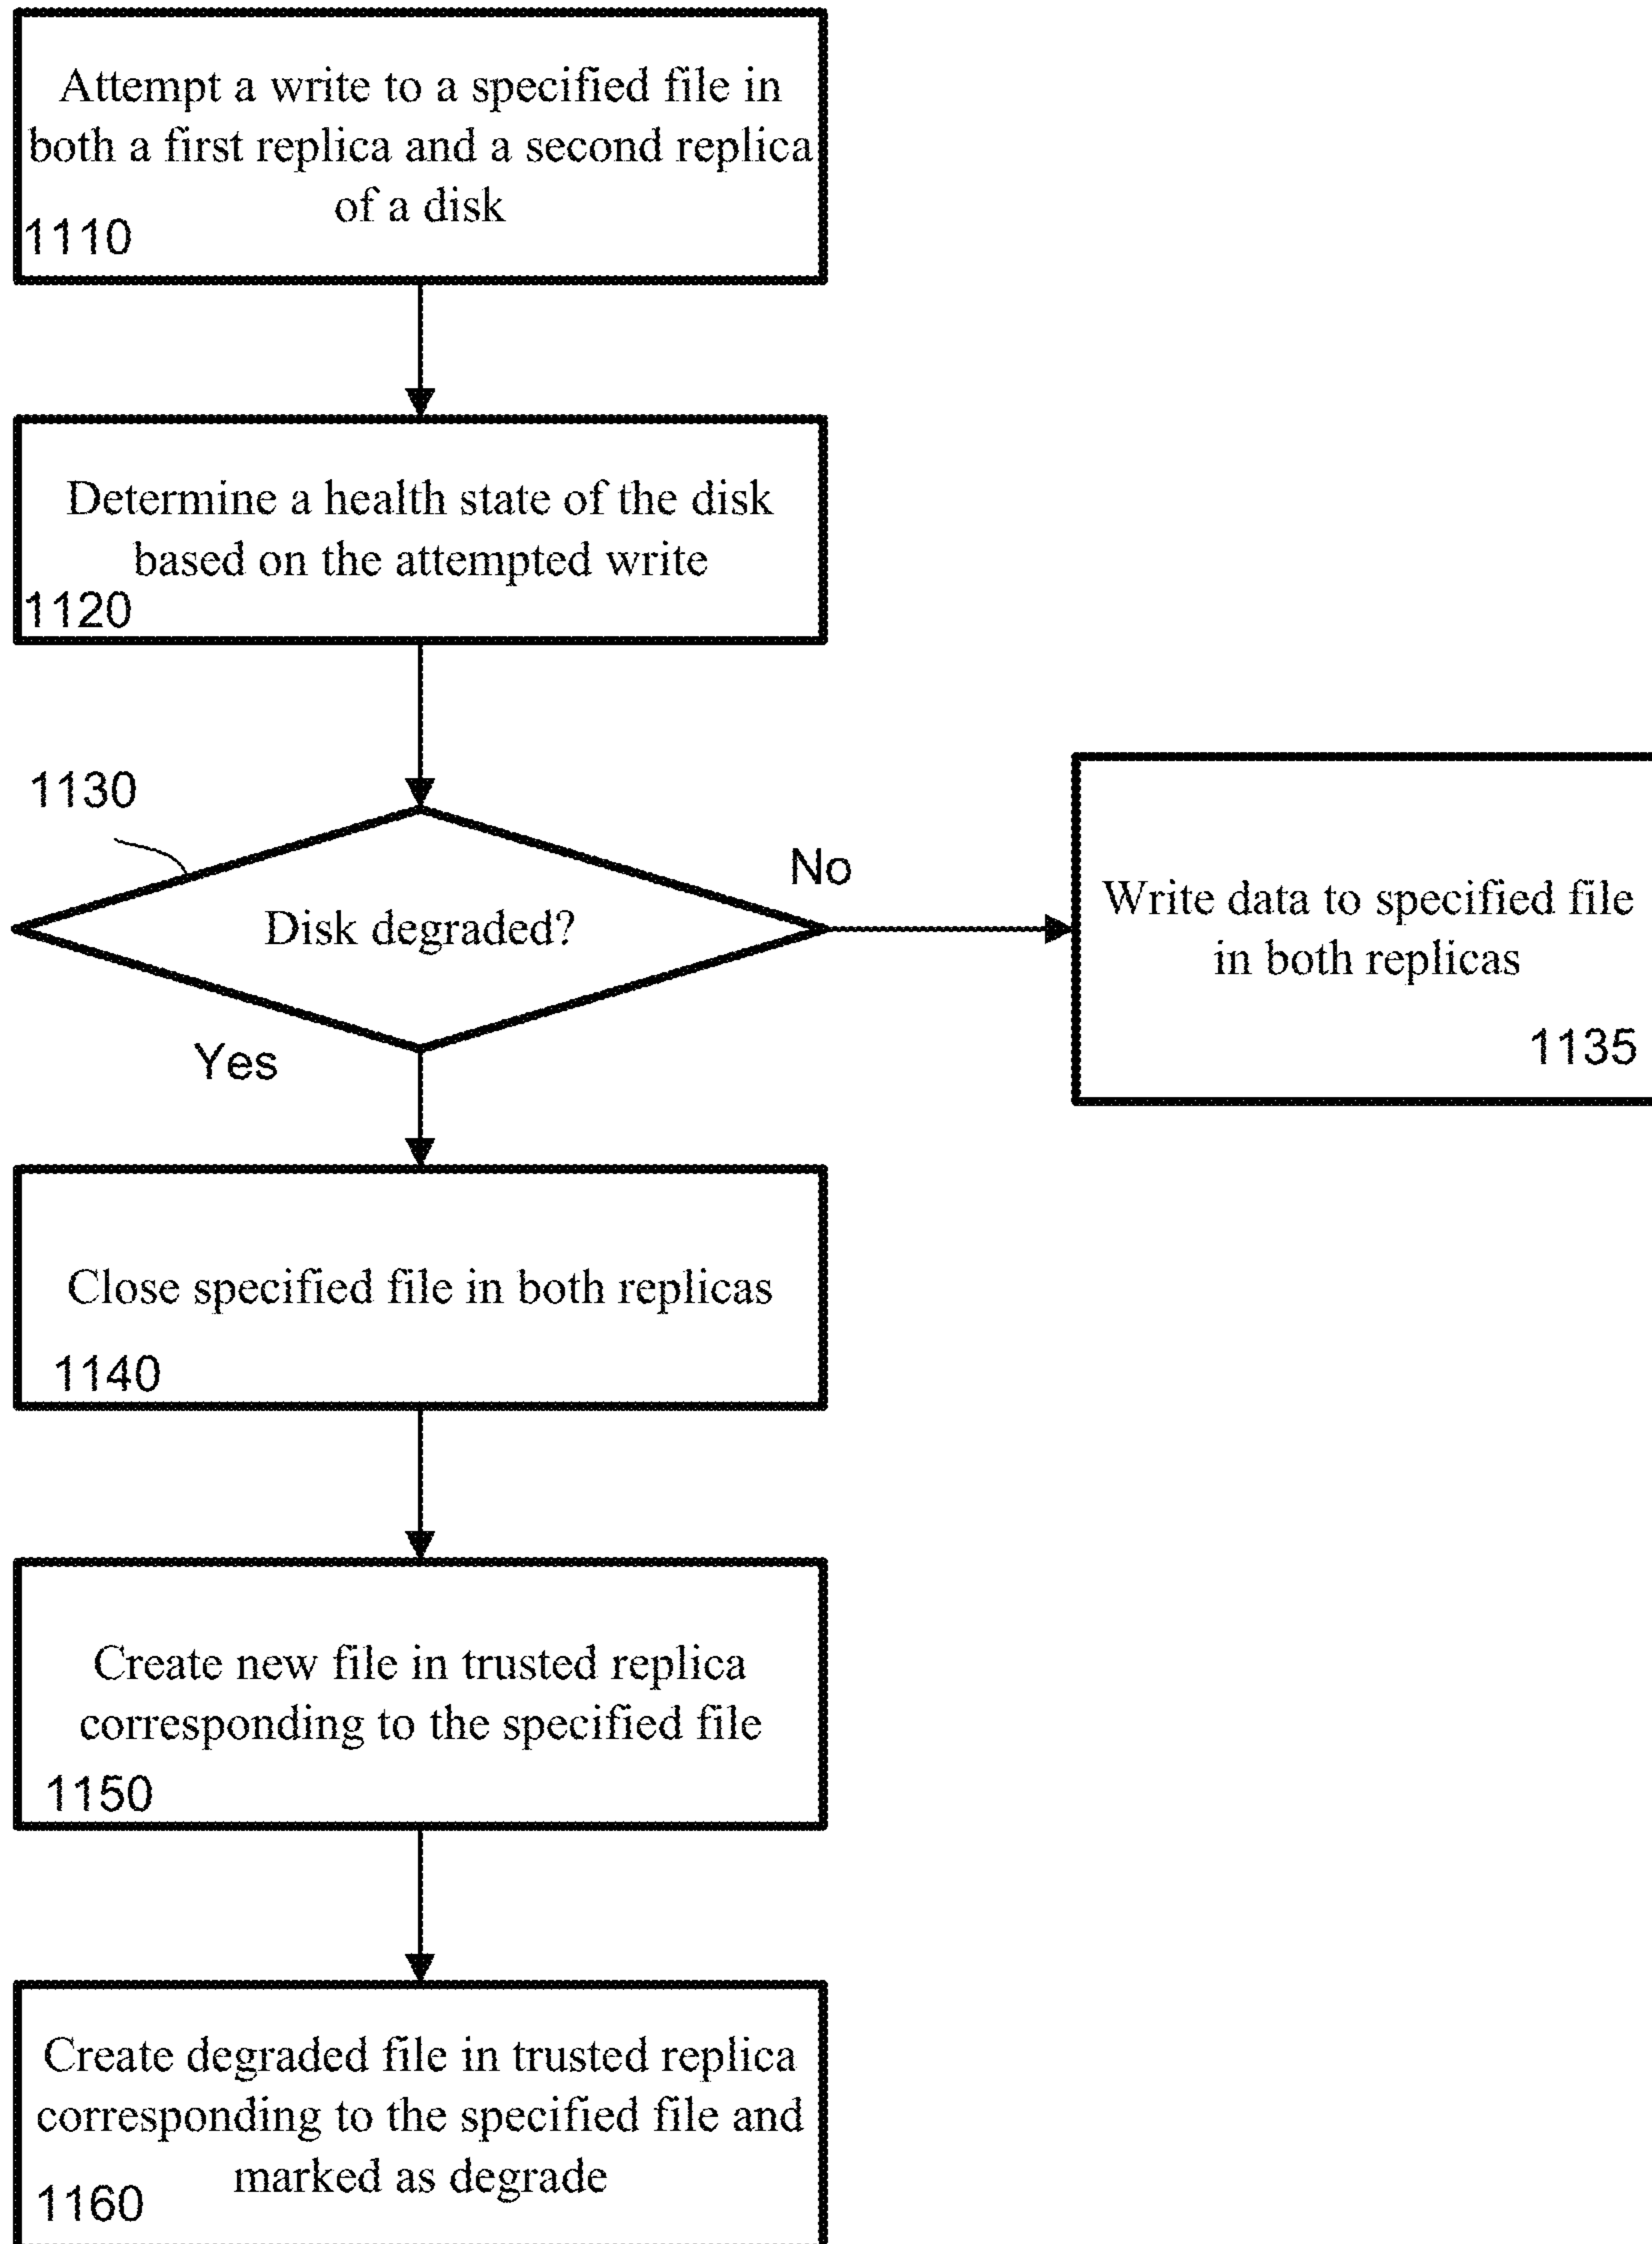 Attempt a write to a specified file in
both a first replica and a second replica
of a disk
1110
Determine a health state of the disk
based on the attempted write
1120
1130
Disk degraded?
No
Yes
Write data to specified file
in both replicas
1135
Close specified file in both replicas
1140
Create new file in trusted replica
corresponding to the specified file
1150
Create degraded file in trusted replica
corresponding to the specified file and
marked as degrade
1160